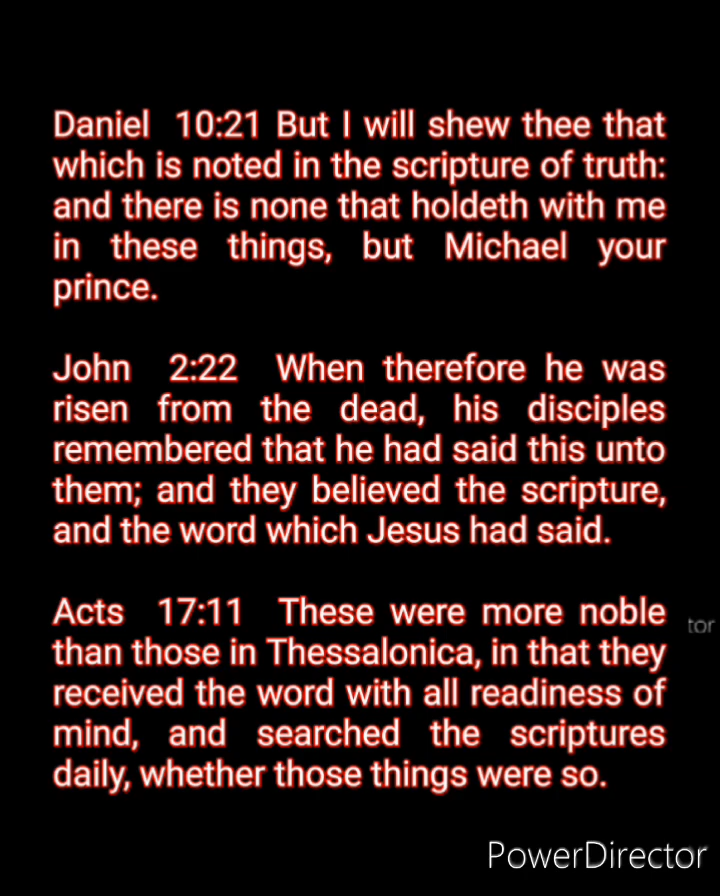 Daniel 10:21 But I will shew thee that
which is noted in the scripture of truth:
and there is none that holdeth with me
in these things, but Michael your
prince.
John 2:22 When therefore he was
risen from the dead, his disciples
remembered that he had said this unto
them; and they believed the scripture,
and the word which Jesus had said.
Acts 17:11 These were more noble
than those in Thessalonica, in that they
received the word with all readiness of
mind, and searched the scriptures
daily, whether those things were so.
tor
PowerDirector